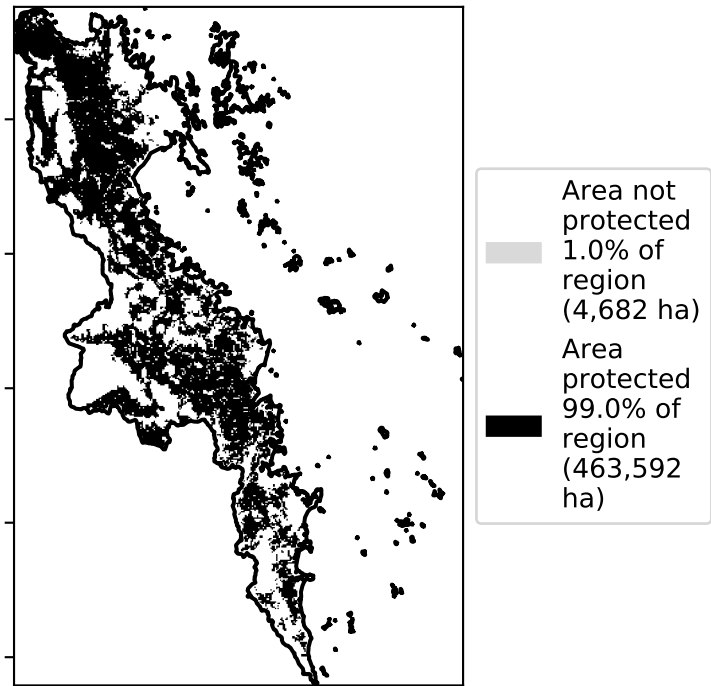 Area not
protected
1.0% of
region
(4,682 ha)
Area
protected
99.0% of
region
(463,592
ha)